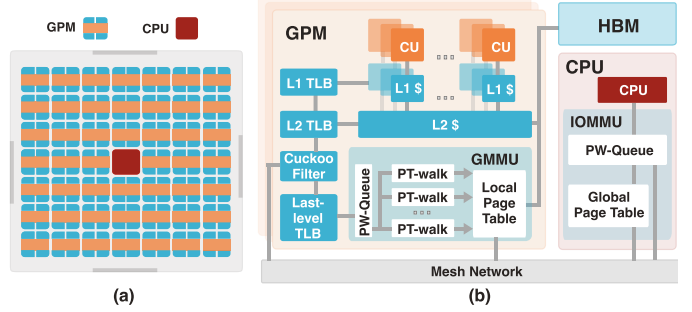 GPM
CPU
(a)
GPM
CU
CU
L1 TLB
L1 $
L1 $
L2 TLB
L2 $
Cuckoo
Filter
Last-
level
TLB
GMMU
PW-Queue
PT-walk
PT-walk
PT-walk
Local
Page
Table
HBM
CPU
CPU
IOMMU
PW-Queue
Global
Page Table
Mesh Network
(b)